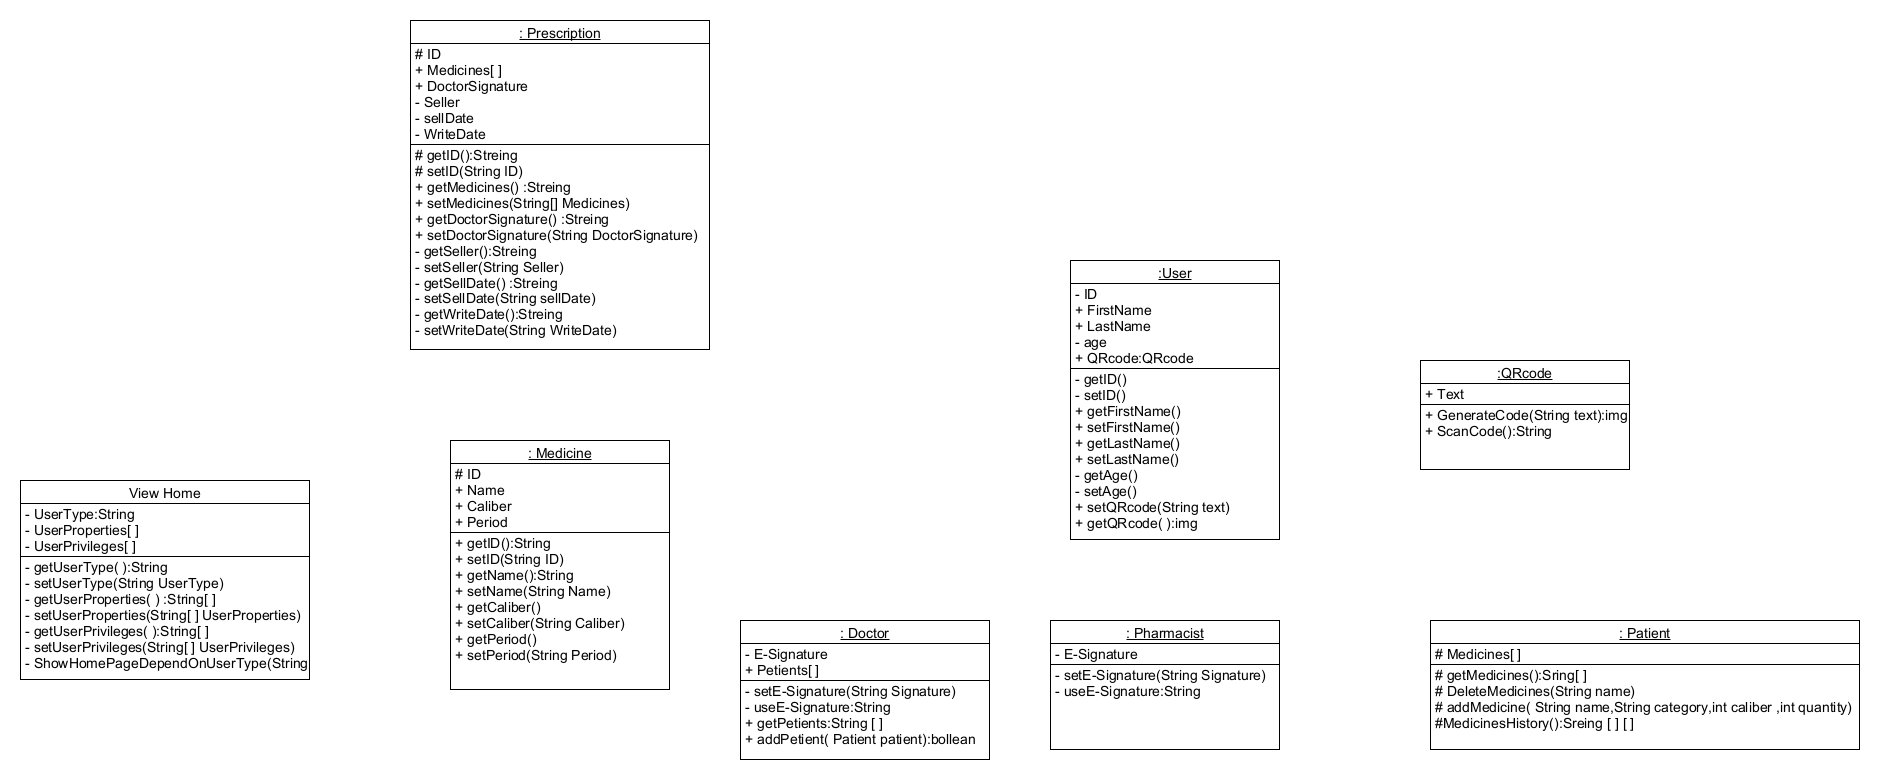 : Prescription
# ID
+ Medicines[ ]
+ DoctorSignature
- Seller
- sellDate
- WriteDate
# getID():Streing
# setID(String ID)
+ getMedicines() :Streing
+ setMedicines(String[] Medicines)
+ getDoctorSignature() :Streing
+ setDoctorSignature(String DoctorSignature)
- getSeller():Streing
- setSeller(String Seller)
- getSellDate() :Streing
- setSellDate(String sellDate)
- getWriteDate():Streing
- setWriteDate(String WriteDate)
:User
- ID
+ FirstName
+ LastName
- age
+ QRcode:QRcode
- getID()
- setID()
+ getFirstName()
+ setFirstName()
+ getLastName()
+ setLastName()
- getAge()
- setAge()
+ setQRcode(String text)
+ getQRcode( ):img
:QRcode
+ Text
+ GenerateCode(String text):img
+ ScanCode():String
View Home
- UserType:String
- UserProperties[ ]
- UserPrivileges[ ]
- getUserType( ):String
- setUserType(String UserType)
- getUserProperties( ) :String[ ]
- setUserProperties(String[ ] UserProperties)
- getUserPrivileges( ):String[ ]
- setUserPrivileges(String[ ] UserPrivileges)
- ShowHomePageDependOnUserType(String
: Medicine
# ID
+ Name
+ Caliber
+ Period
+ getID():String
+ setID(String ID)
+ getName():String
+ setName(String Name)
+ getCaliber()
+ setCaliber(String Caliber)
+ getPeriod()
+ setPeriod(String Period)
: Doctor
- E-Signature
+ Petients[ ]
- setE-Signature(String Signature)
- useE-Signature:String
+ getPetients:String [ ]
+ addPetient( Patient patient):bollean
: Pharmacist
- E-Signature
- setE-Signature(String Signature)
- useE-Signature:String
: Patient
# Medicines[ ]
# getMedicines():Sring[ ]
# DeleteMedicines(String name)
# addMedicine( String name,String category,int caliber ,int quantity)
#MedicinesHistory():Sreing [ ] [ ]